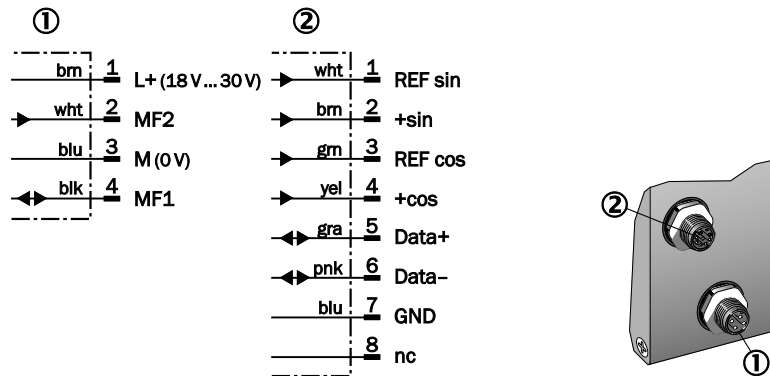 ① ②
brn 1 L+ (18 V... 30 V)
wht 2 MF2
blu 3 M (0 V)
blk 4 MF1
wht 1 REF sin
brn 2 +sin
grn 3 REF cos
yel 4 +cos
gra 5 Data+
pnk 6 Data–
blu 7 GND
8 nc
②
①